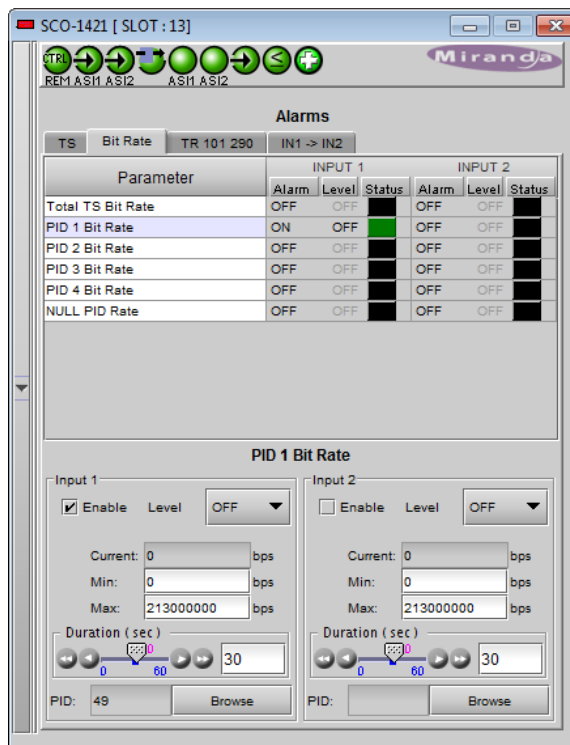 SCO-1421 [ SLOT : 13]
CTRL
Miranda
REM ASI1 ASI2 ASI1 ASI2
Alarms
TS Bit Rate TR 101 290 IN1 -> IN2
Parameter INPUT 1 INPUT 2
Alarm Level Status Alarm Level Status
Total TS Bit Rate OFF OFF OFF OFF
PID 1 Bit Rate ON OFF OFF OFF
PID 2 Bit Rate OFF OFF OFF OFF
PID 3 Bit Rate OFF OFF OFF OFF
PID 4 Bit Rate OFF OFF OFF OFF
NULL PID Rate OFF OFF OFF OFF
PID 1 Bit Rate
Input 1
Enable Level OFF
Current: 0 bps
Min: 0 bps
Max: 213000000 bps
Duration ( sec )
0
30
0 60
PID: 49 Browse
Input 2
Enable Level OFF
Current: 0 bps
Min: 0 bps
Max: 213000000 bps
Duration ( sec )
0
30
0 60
PID: Browse